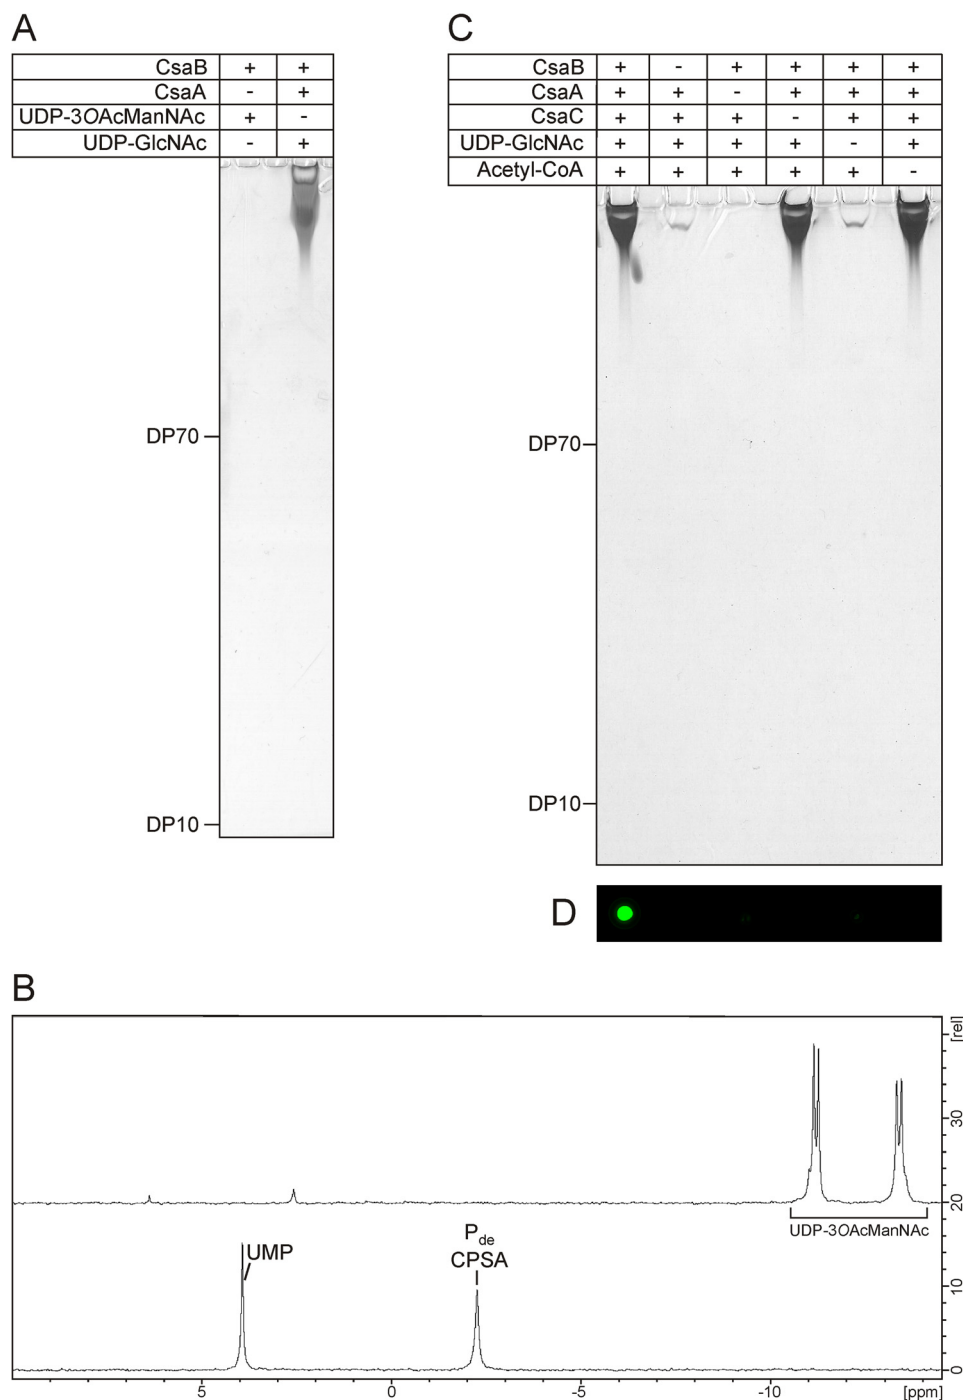 A
CsaB + +
CsaA - +
UDP-3OAcManNAc + -
UDP-GlcNAc - +
DP70
DP10
C
CsaB + - + + + +
CsaA + + - + + +
CsaC + + + - + +
UDP-GlcNAc + + + + - +
Acetyl-CoA + + + + + -
DP70
DP10
D
B
[rel]
30
20
10
0
UDP-3OAcManNAc
UMP
Pde
CPSA
5 0 -5 -10 [ppm]